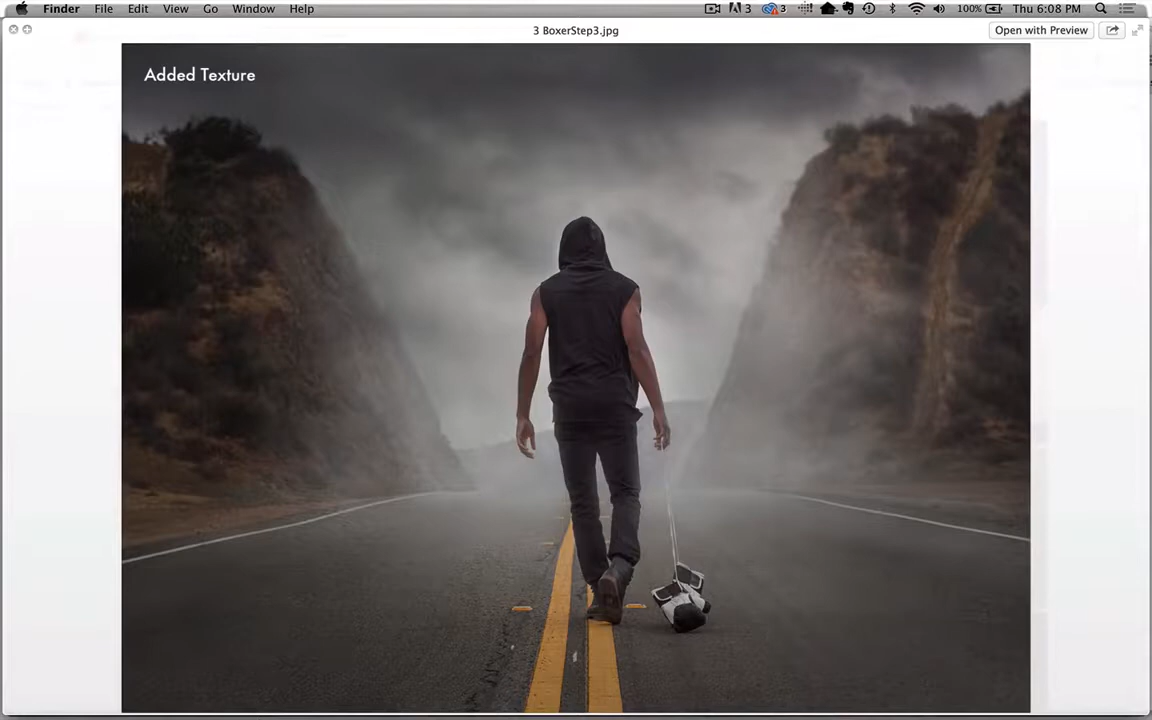 Finder File Edit View Go Window Help 3 3 100% Thu 6:08 PM
3 BoxerStep3.jpg Open with Preview
Added Texture